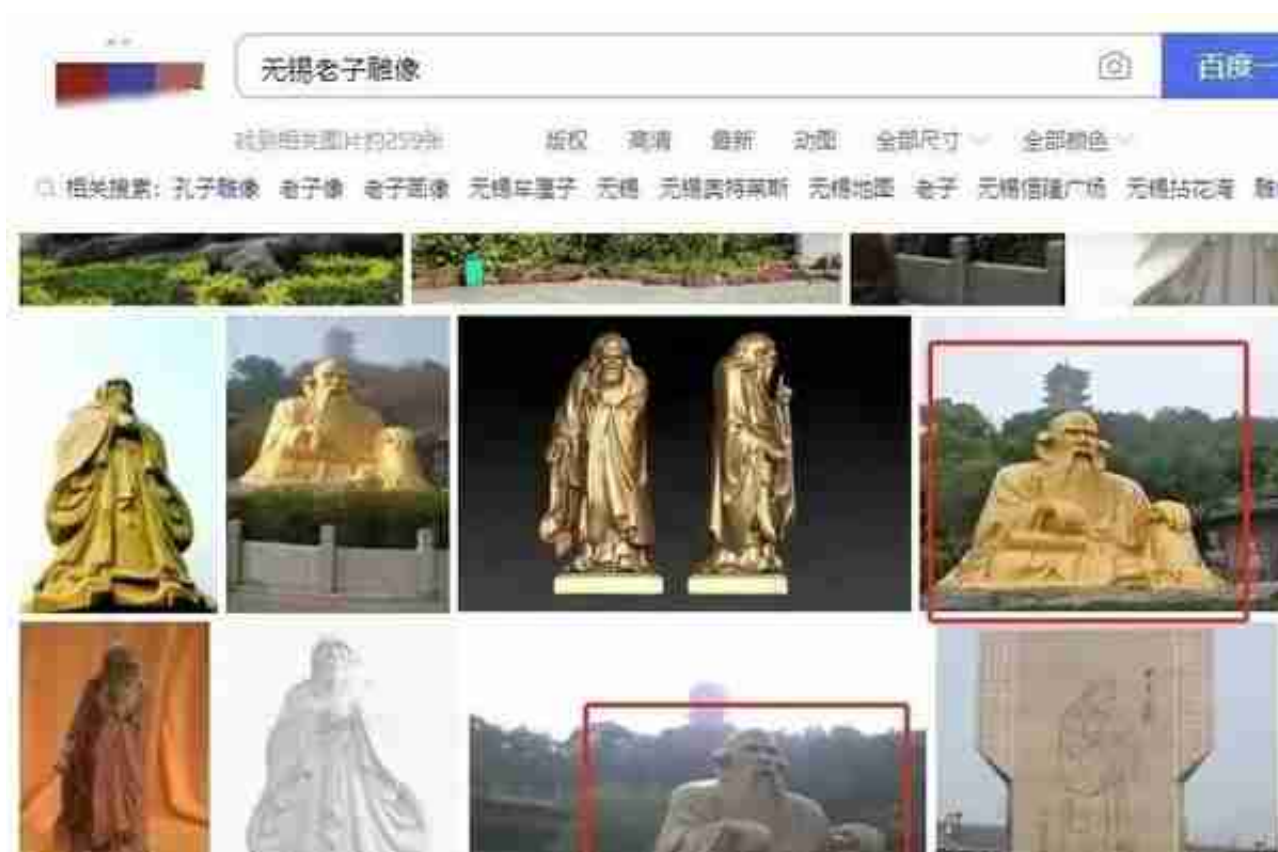 无锡老子雕像
百度一
找到相关图片约259张
版权 高清 最新 动图 全部尺寸 全部颜色
相关搜索: 孔子雕像 老子像 老子画像 无锡车厘子 无锡 无锡奥特莱斯 无锡地图 老子 无锡信隆广场 无锡拈花湾 雕